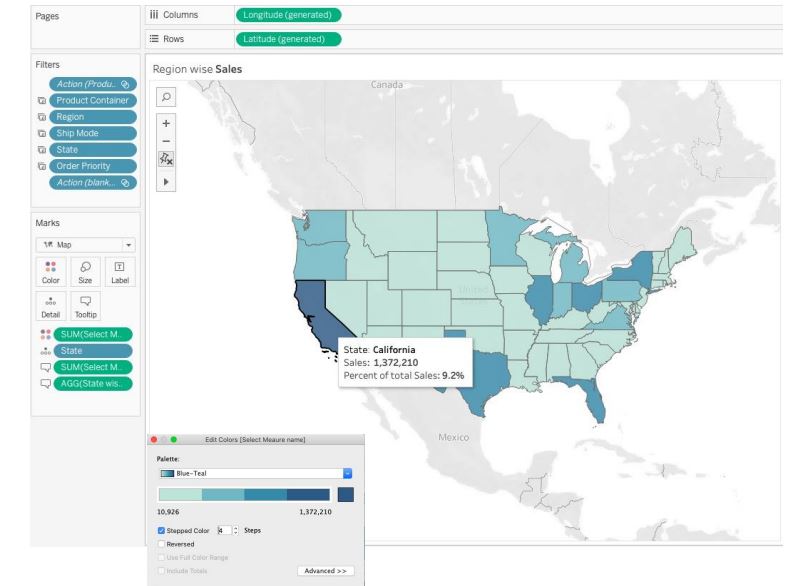 Pages
iii Columns
Longitude (generated)
Rows
Latitude (generated)
Filters
Action (Produ..
Product Container
Region
Ship Mode
State
Order Priority
Action (blank...
Marks
Map
Color
Size
Label
Detail
Tooltip
SUM(Select M..
State
SUM(Select M..
AGG(State wis..
Region wise Sales
Canada
United
States
Mexico
State: California
Sales: 1,372,210
Percent of total Sales: 9.2%
Edit Colors [Select Meaure name]
Palette:
Blue-Teal
10,926
1,372,210
Stepped Color 4 Steps
Reversed
Use Full Color Range
Include Totals
Advanced >>